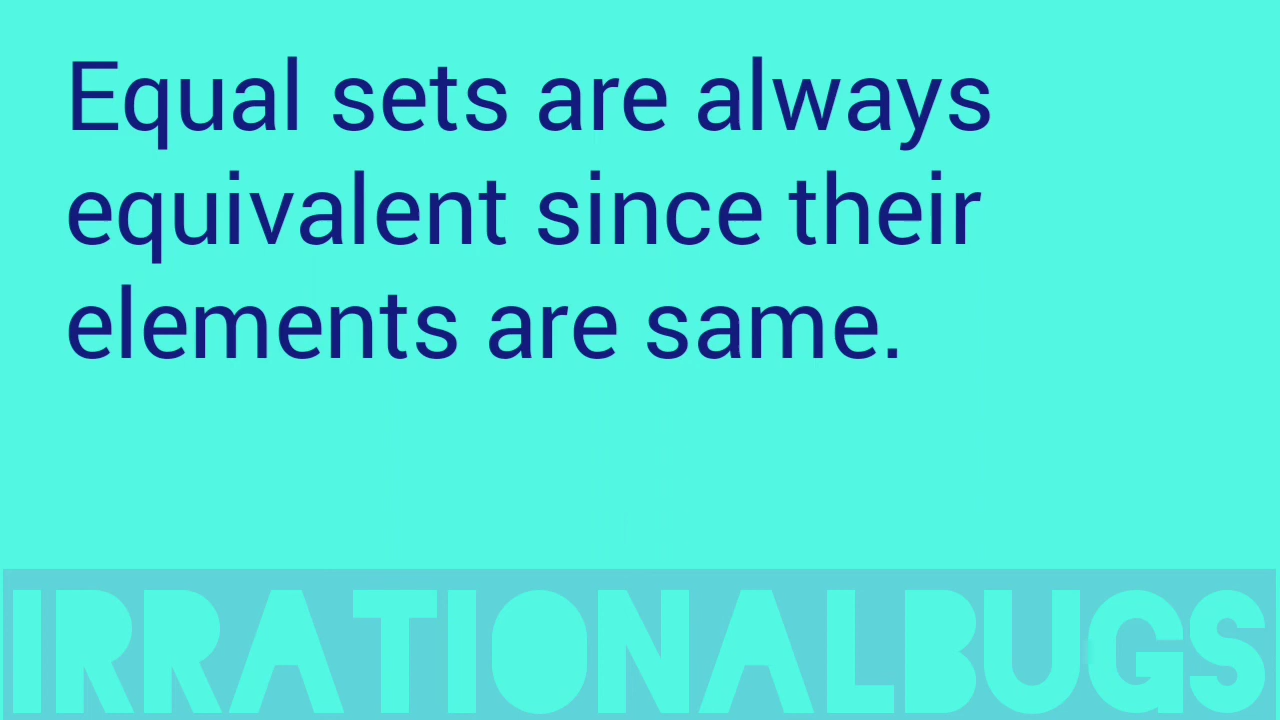 Equal sets are always
equivalent since their
elements are same.
IRRATIONALBUGS